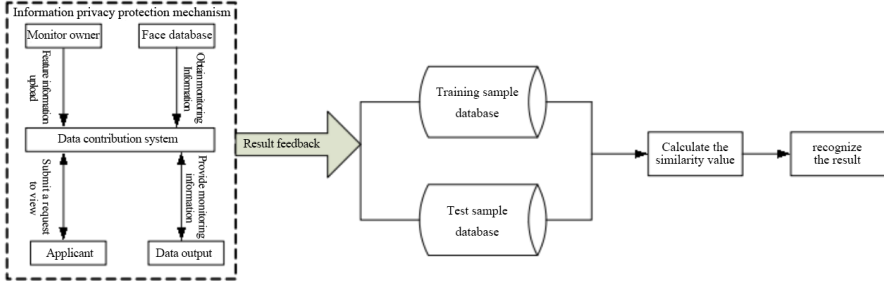 Information privacy protection mechanism
Monitor owner
Face database
Feature information
upload
Obtain monitoring
Information
Data contribution system
Submit a request
to view
Provide monitoring
information
Applicant
Data output
Result feedback
Training sample
database
Test sample
database
Calculate the
similarity value
recognize
the result